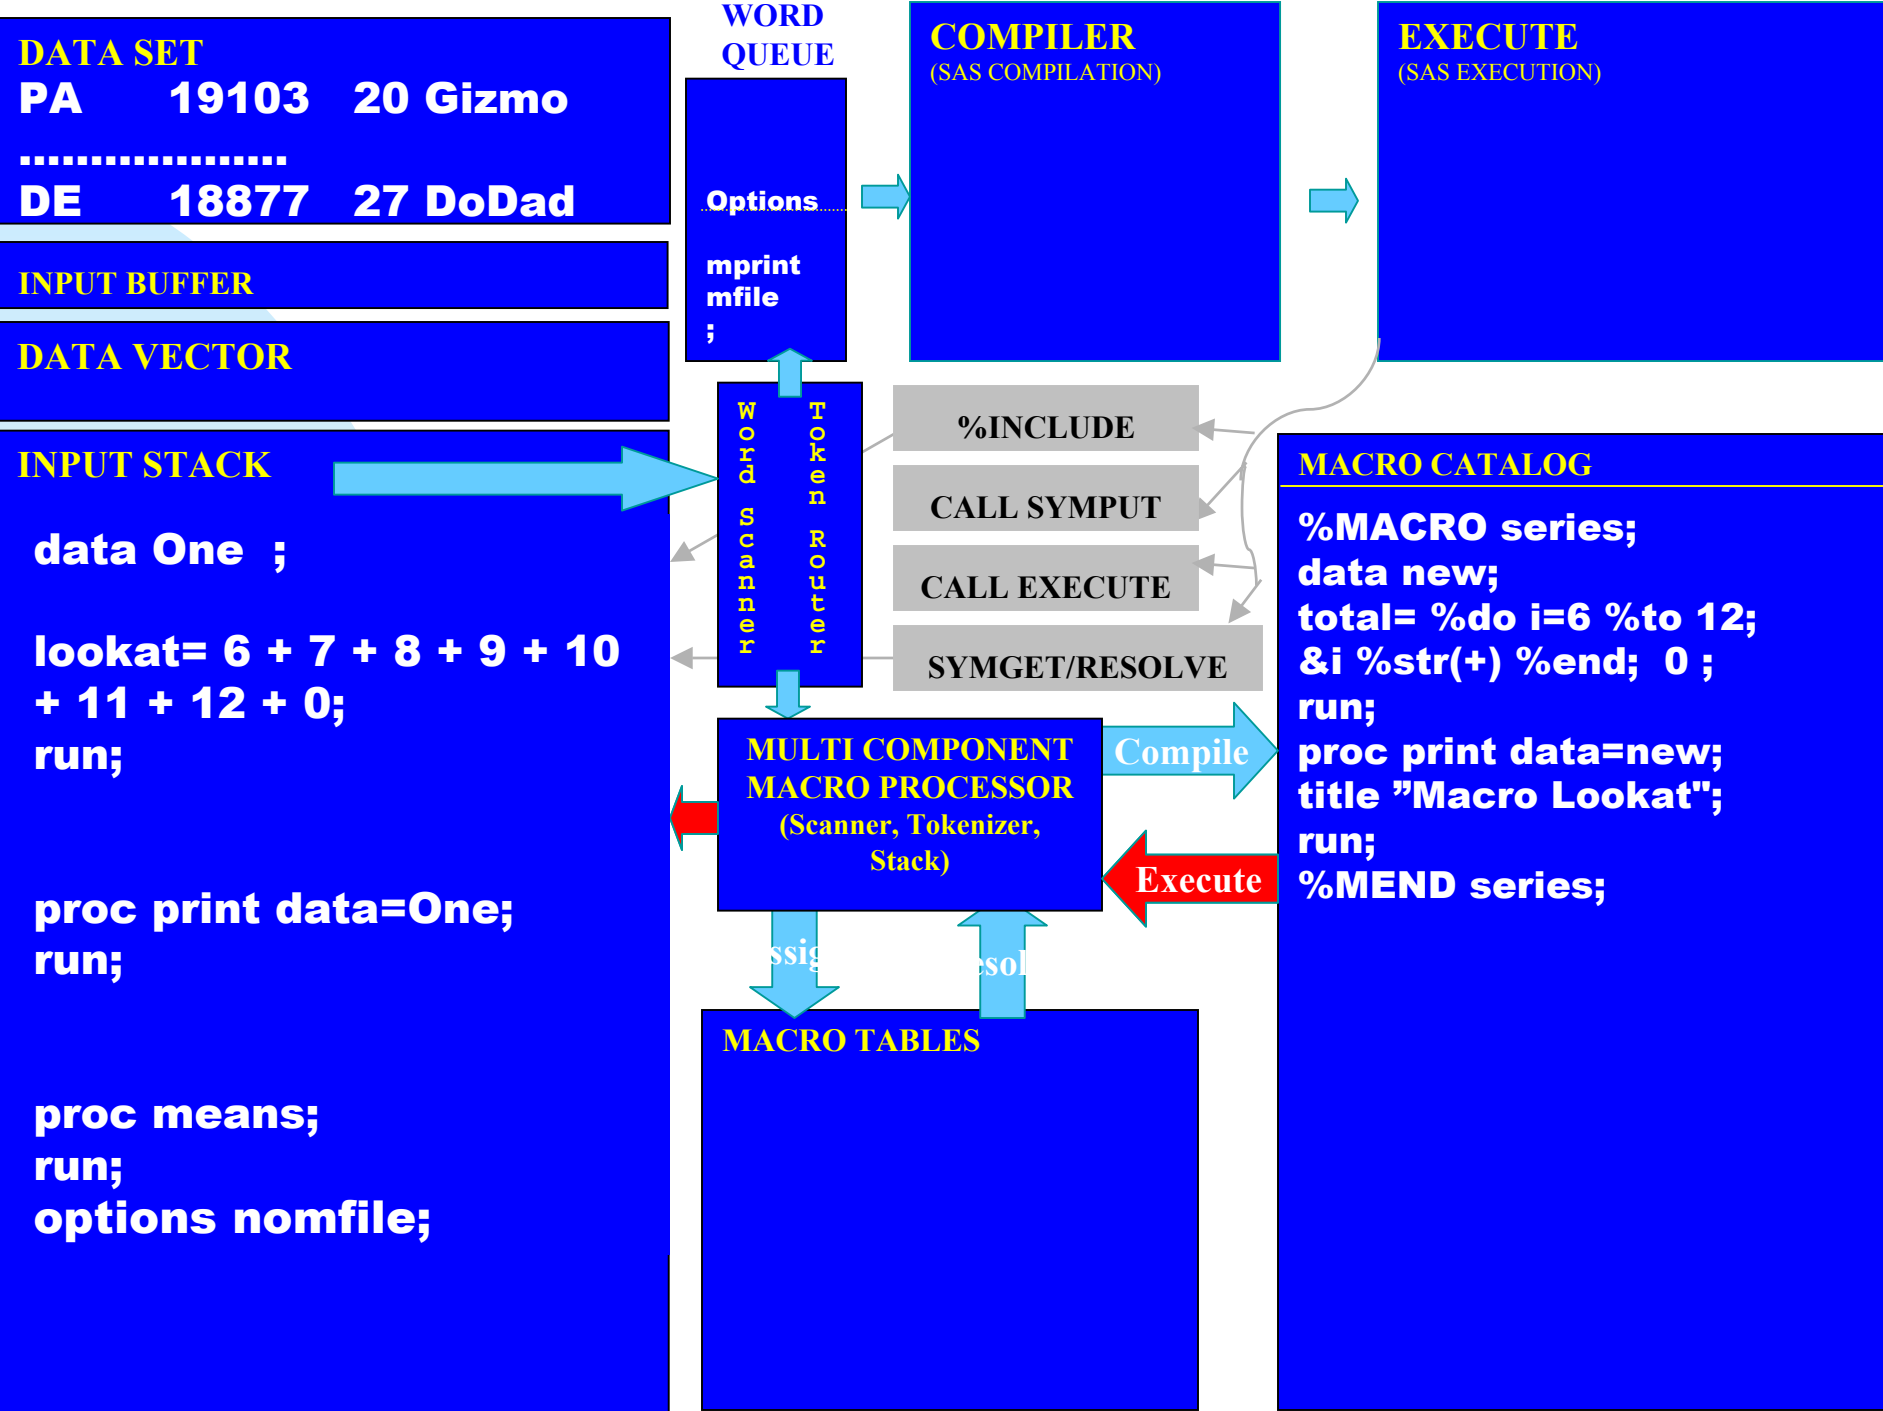 DATA SET
PA 19103 20 Gizmo
...................
DE 18877 27 DoDad
INPUT BUFFER
DATA VECTOR
INPUT STACK
data One ;
lookat= 6 + 7 + 8 + 9 + 10
+ 11 + 12 + 0;
run;
proc print data=One;
run;
proc means;
run;
options nomfile;
WORD
QUEUE
Options
mprint
mfile
;
Word Scanner
Token Router
COMPILER
(SAS COMPILATION)
EXECUTE
(SAS EXECUTION)
%INCLUDE
CALL SYMPUT
CALL EXECUTE
SYMGET/RESOLVE
MULTI COMPONENT
MACRO PROCESSOR
(Scanner, Tokenizer,
Stack)
Compile
Execute
MACRO TABLES
MACRO CATALOG
%MACRO series;
data new;
total= %do i=6 %to 12;
&i %str(+) %end; 0 ;
run;
proc print data=new;
title ”Macro Lookat";
run;
%MEND series;